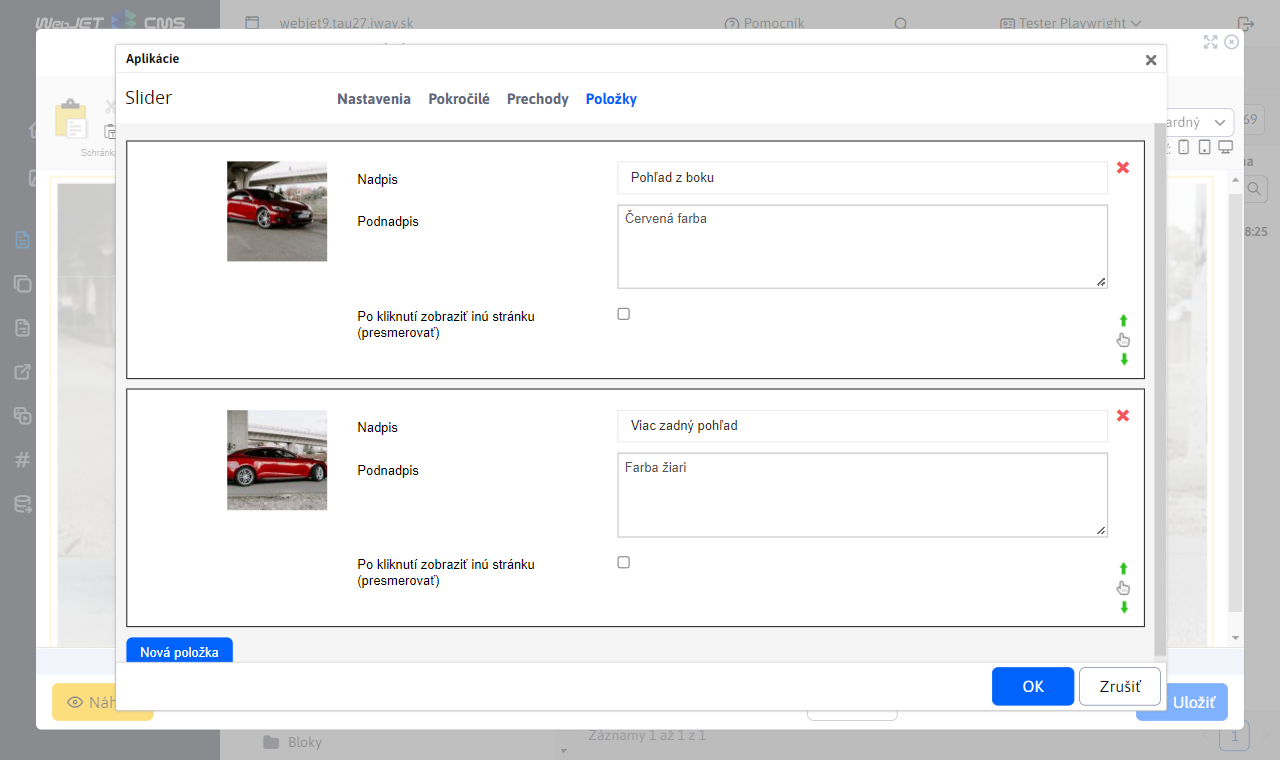 WebJET CMS
webjet9.tau27.iway.sk
Pomocník
Tester Playwright
Aplikácie
Slider
Nastavenia
Pokročilé
Prechody
Položky
Schránka
ardný
69
Nadpis
Pohľad z boku
Podnadpis
Červená farba
Po kliknutí zobraziť inú stránku
(presmerovať)
8:25
Nadpis
Viac zadný pohľad
Podnadpis
Farba žiari
Po kliknutí zobraziť inú stránku
(presmerovať)
Nová položka
OK
Zrušiť
Náh
Uložiť
Bloky
Záznamy 1 až 1 z 1
1